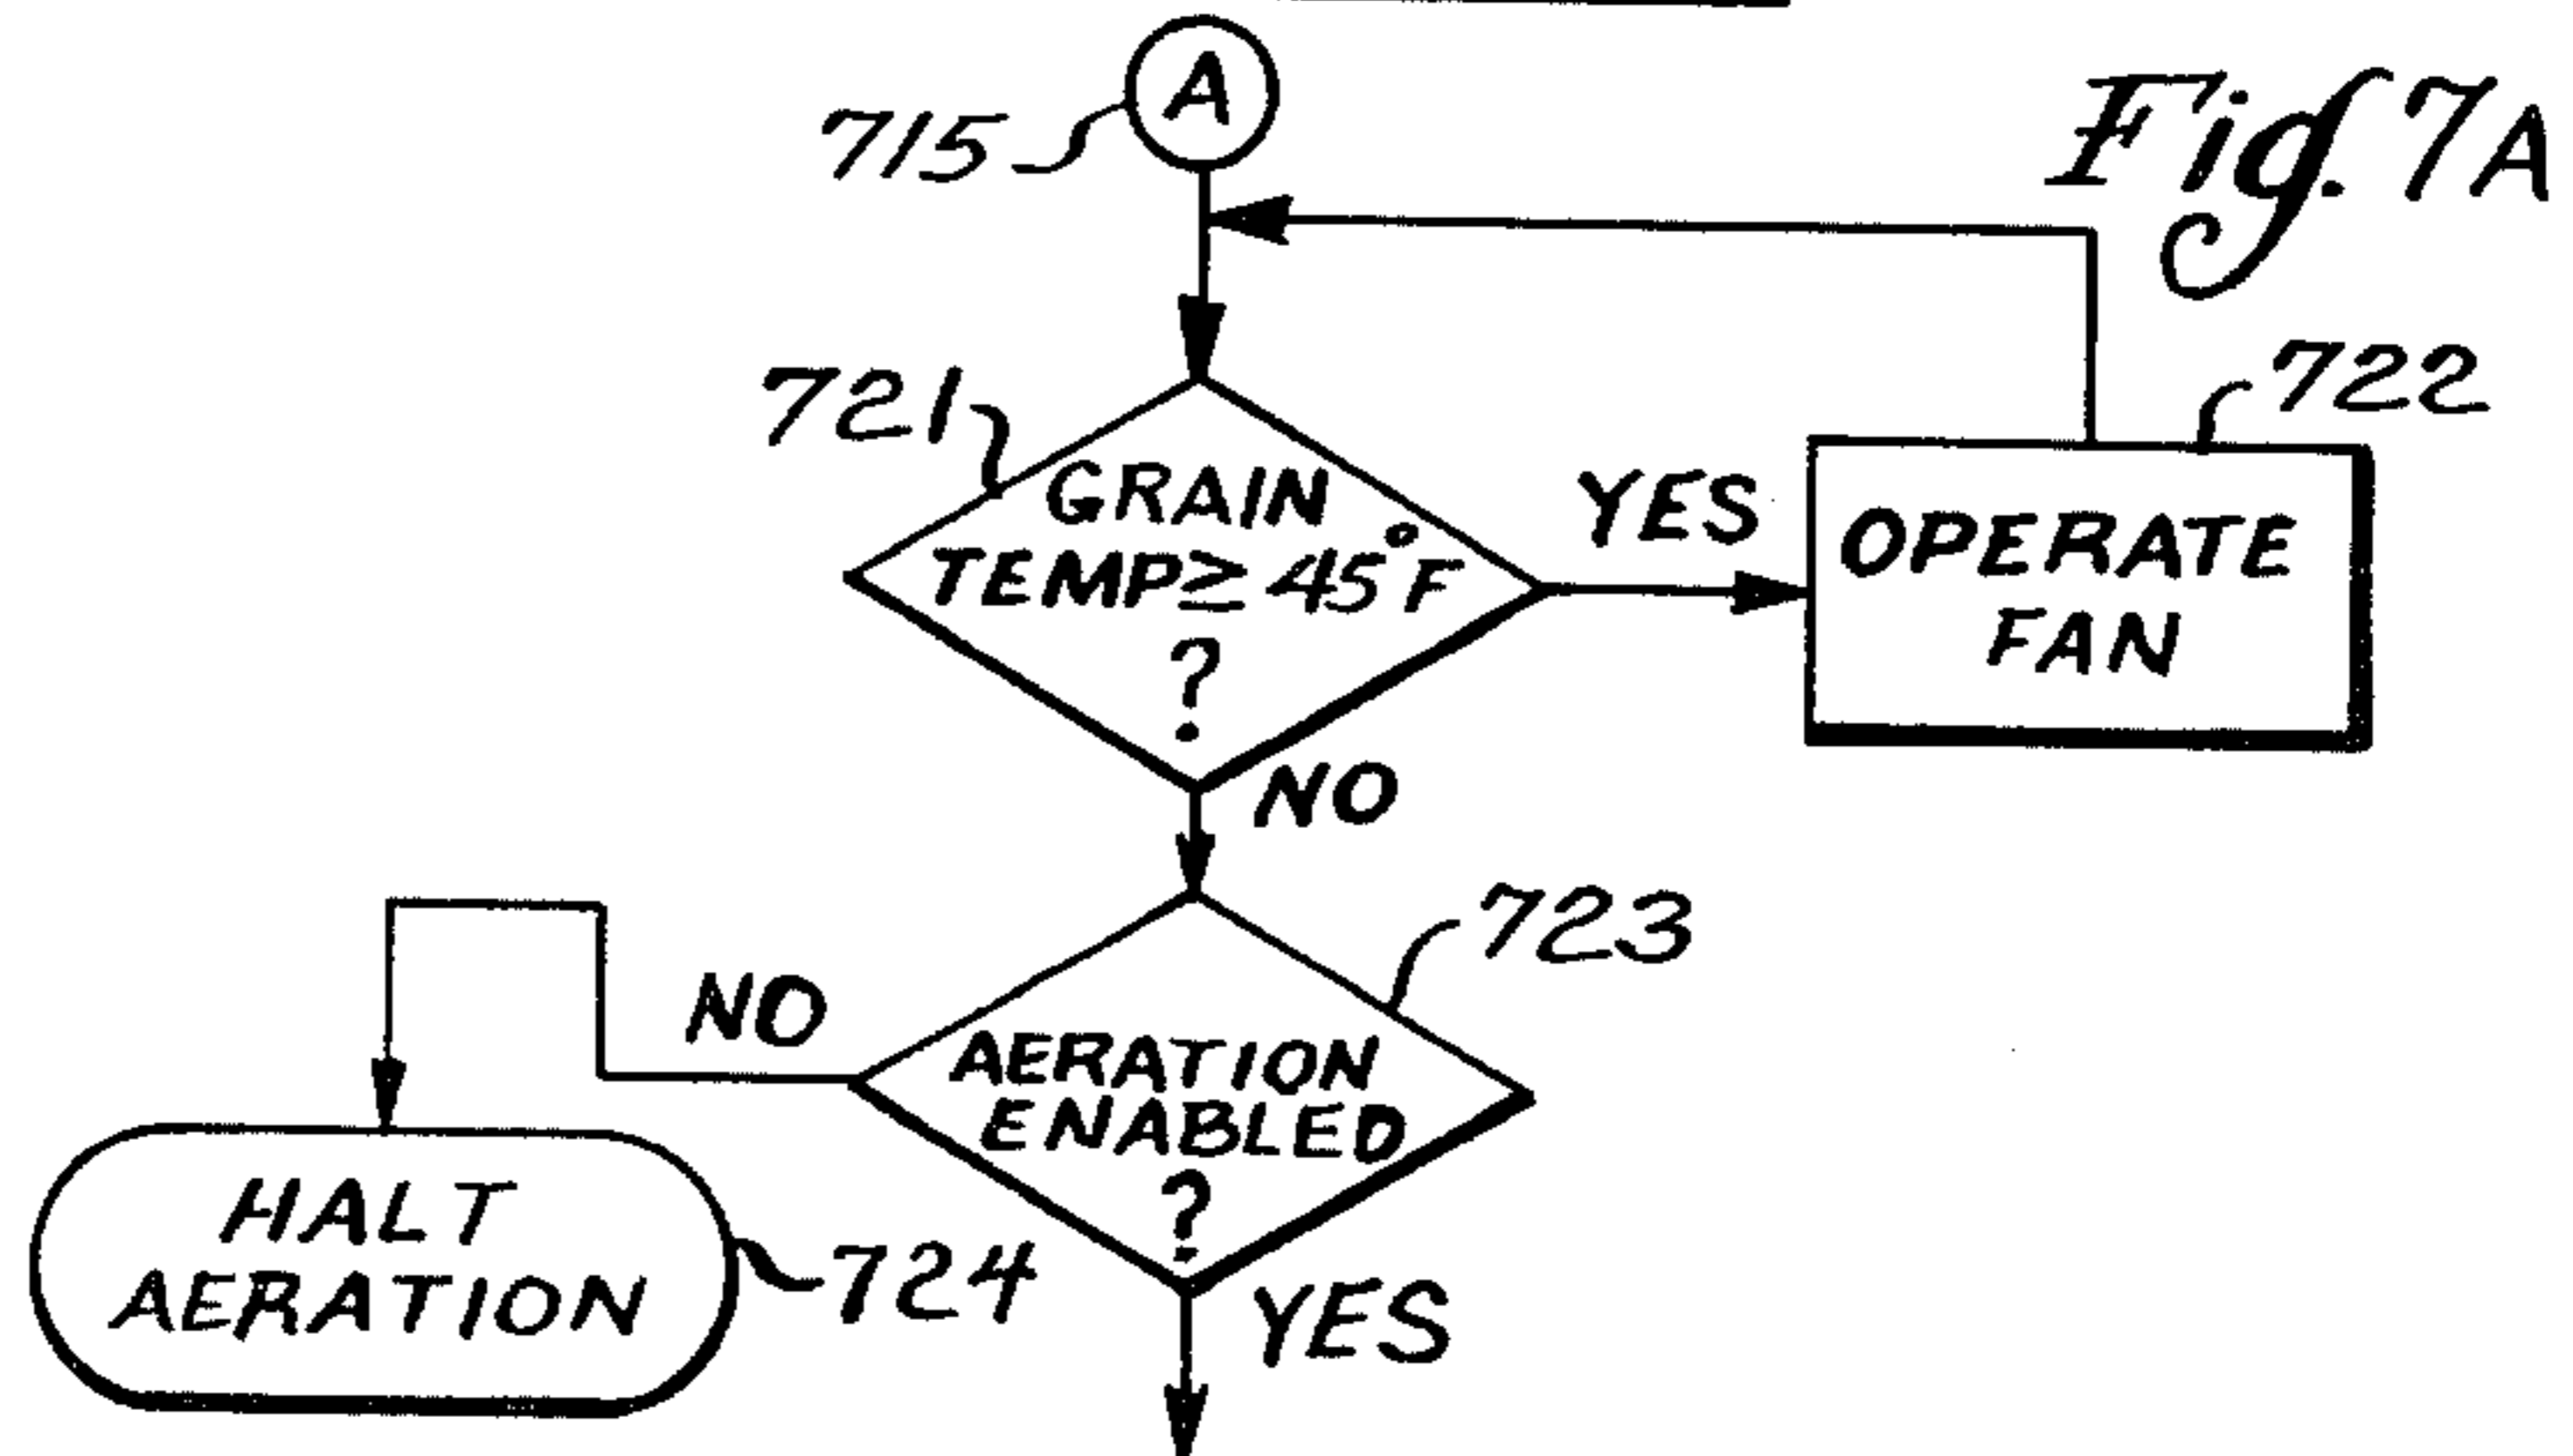 A
715
Fig. 7A
721
GRAIN
TEMP ≥ 45°F
?
YES
722
OPERATE
FAN
NO
723
NO
AERATION
ENABLED
?
HALT
AERATION
724
YES